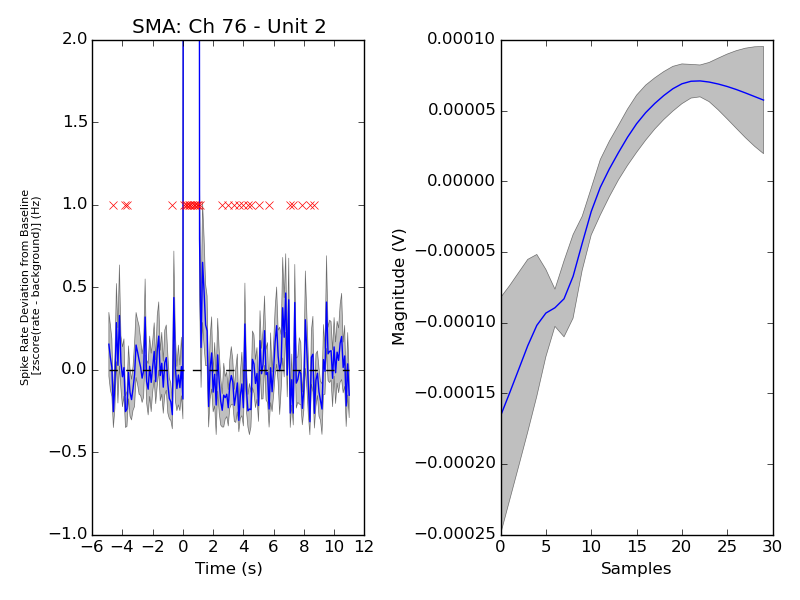 SMA: Ch 76 - Unit 2
2.0
1.5
1.0
0.5
0.0
−0.5
−1.0
−6 −4 −2 0 2 4 6 8 10 12
Time (s)
Spike Rate Deviation from Baseline
[zscore(rate - background)] (Hz)
0.00010
0.00005
0.00000
−0.00005
−0.00010
−0.00015
−0.00020
−0.00025
0 5 10 15 20 25 30
Samples
Magnitude (V)